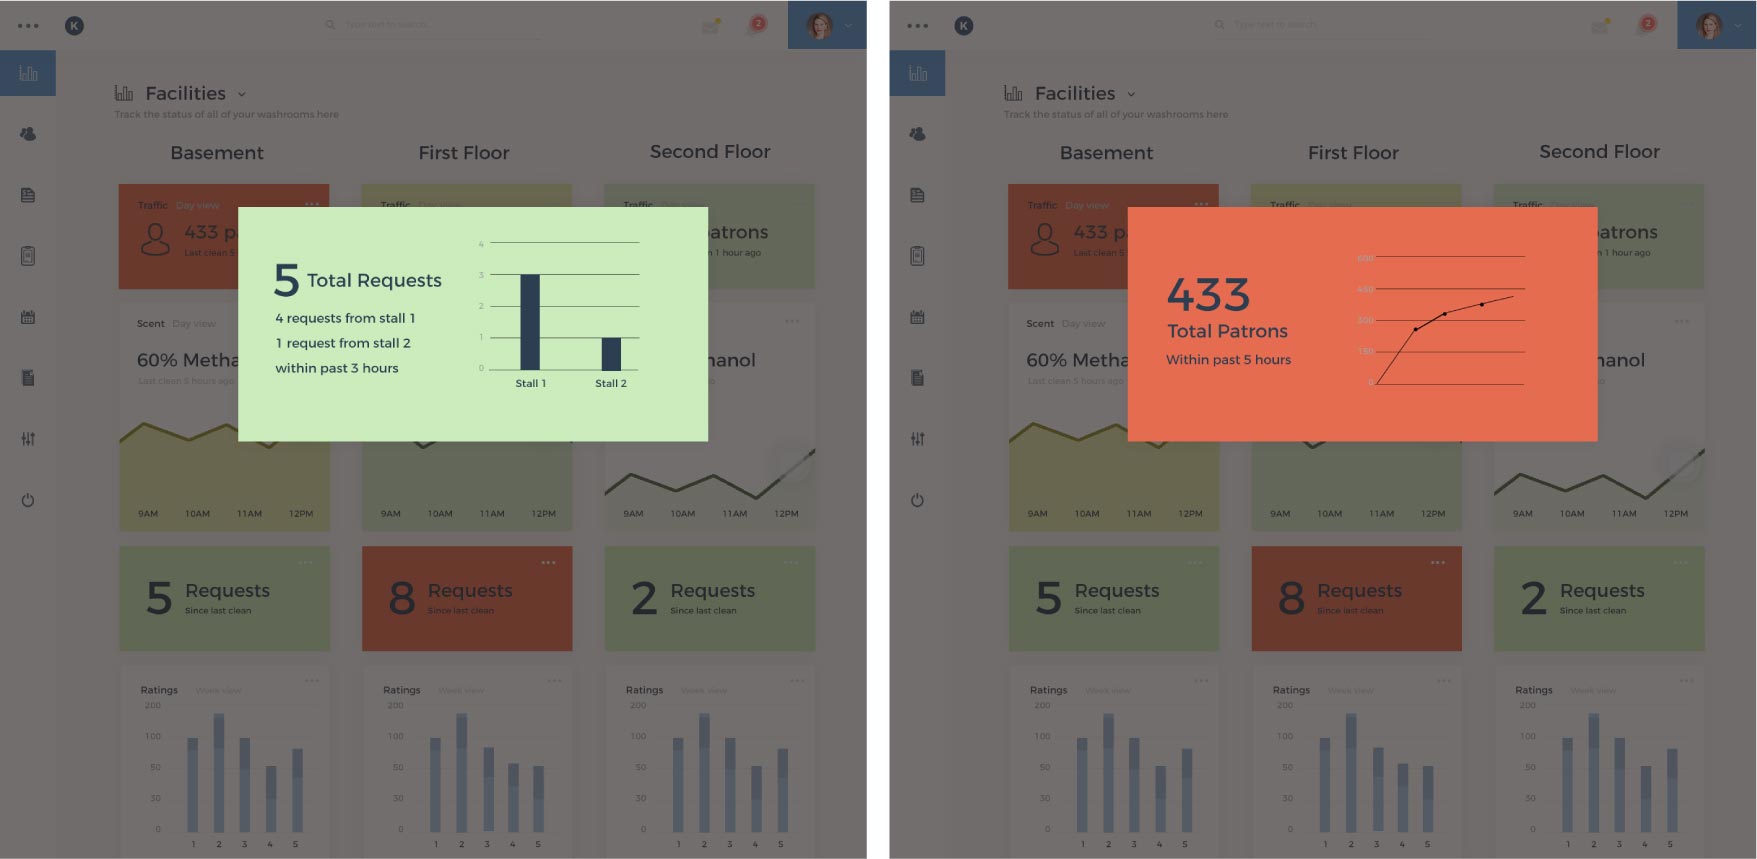 K
Type text to search...
2
Facilities
Track the status of all of your washrooms here
Basement
First Floor
Second Floor
Traffic Day view
Traffic
Traffic
433 p
atrons
Last clean 5
n 1 hour ago
5 Total Requests
4 requests from stall 1
1 request from stall 2
within past 3 hours
4
3
2
1
0
Stall 1
Stall 2
Scent Day view
60% Metha
anol
Last clean 5 hours ago
9AM 10AM 11AM 12PM
9AM 10AM 11AM 12PM
9AM 10AM 11AM 12PM
5 Requests
Since last clean
8 Requests
Since last clean
2 Requests
Since last clean
Ratings Week view
200
100
50
30
0
1 2 3 4 5
Ratings Week view
200
100
50
30
0
1 2 3 4 5
Ratings Week view
200
100
50
30
0
1 2 3 4 5
K
Type text to search...
2
Facilities
Track the status of all of your washrooms here
Basement
First Floor
Second Floor
Traffic Day view
Traffic
Traffic
433 p
atrons
Last clean 5
n 1 hour ago
433
Total Patrons
Within past 5 hours
600
450
300
150
0
Scent Day view
60% Metha
anol
Last clean 5 hours ago
9AM 10AM 11AM 12PM
9AM 10AM 11AM 12PM
9AM 10AM 11AM 12PM
5 Requests
Since last clean
8 Requests
Since last clean
2 Requests
Since last clean
Ratings Week view
200
100
50
30
0
1 2 3 4 5
Ratings Week view
200
100
50
30
0
1 2 3 4 5
Ratings Week view
200
100
50
30
0
1 2 3 4 5